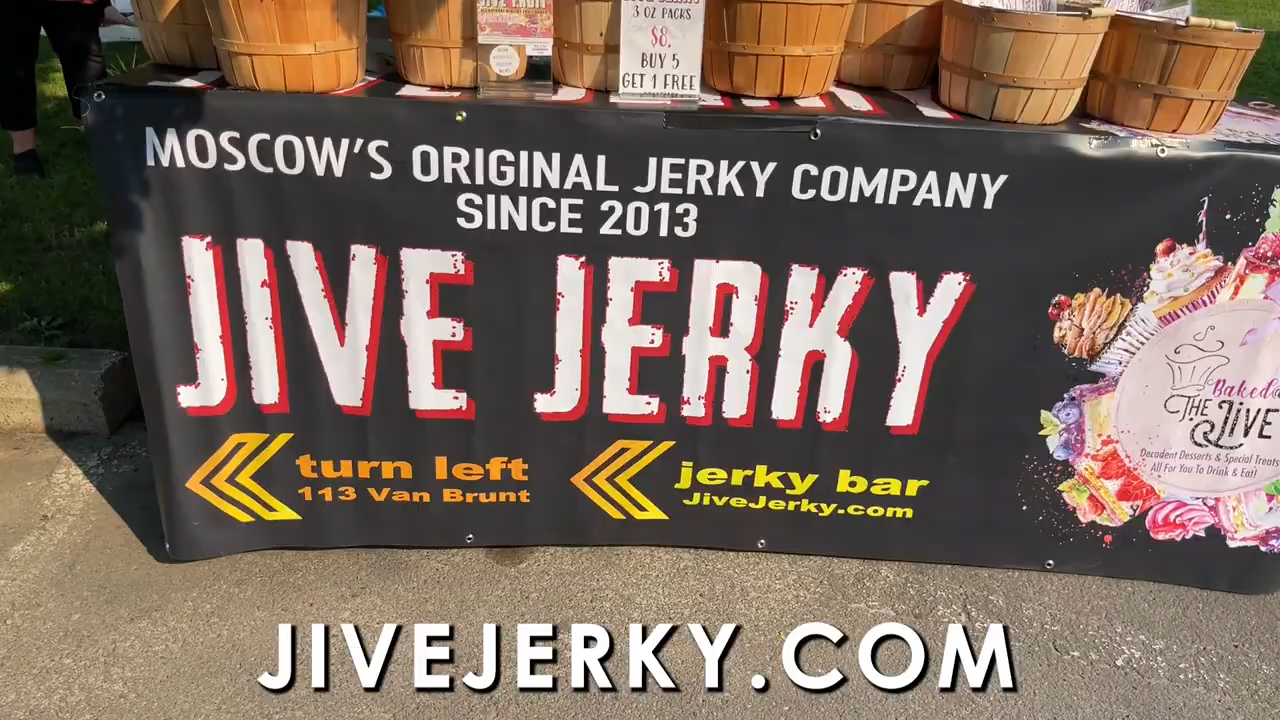 3 OZ PACKS
$8.
BUY 5
GET 1 FREE
MOSCOW'S ORIGINAL JERKY COMPANY
SINCE 2013
JIVE JERKY
turn left
113 Van Brunt
jerky bar
JiveJerky.com
Baked
THE JIVE
Decadent Desserts & Special Treats
All For You To Drink & Eat!
JIVEJERKY.COM